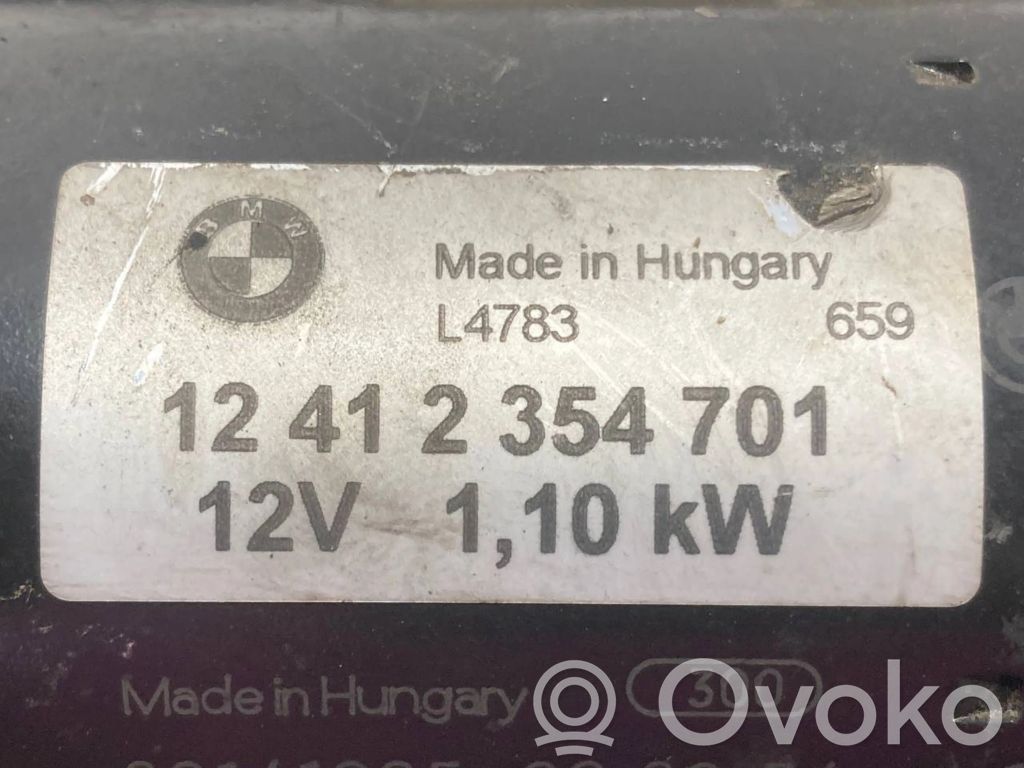 BMW
Made in Hungary
L4783 659
12 41 2 354 701
12V 1,10 kW
Made in Hungary 300
Ovoko